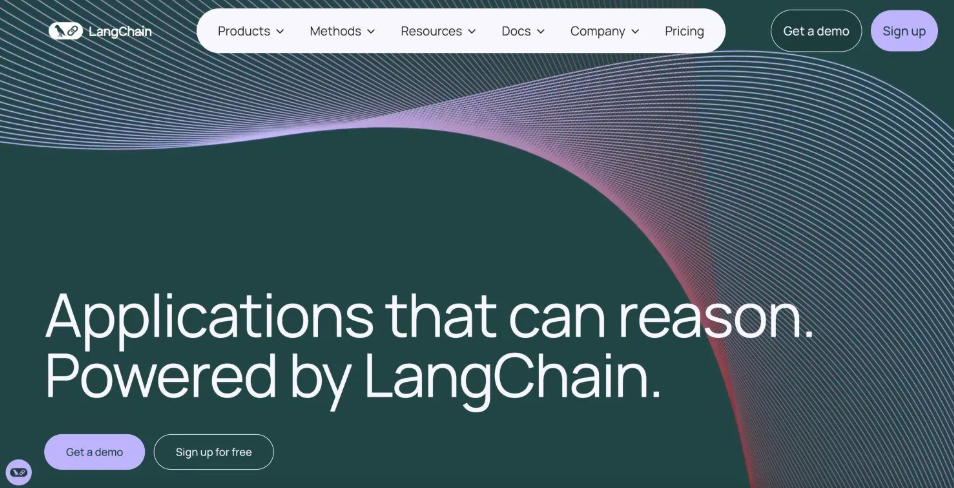 LangChain
Products
Methods
Resources
Docs
Company
Pricing
Get a demo
Sign up
Applications that can reason.
Powered by LangChain.
Get a demo
Sign up for free